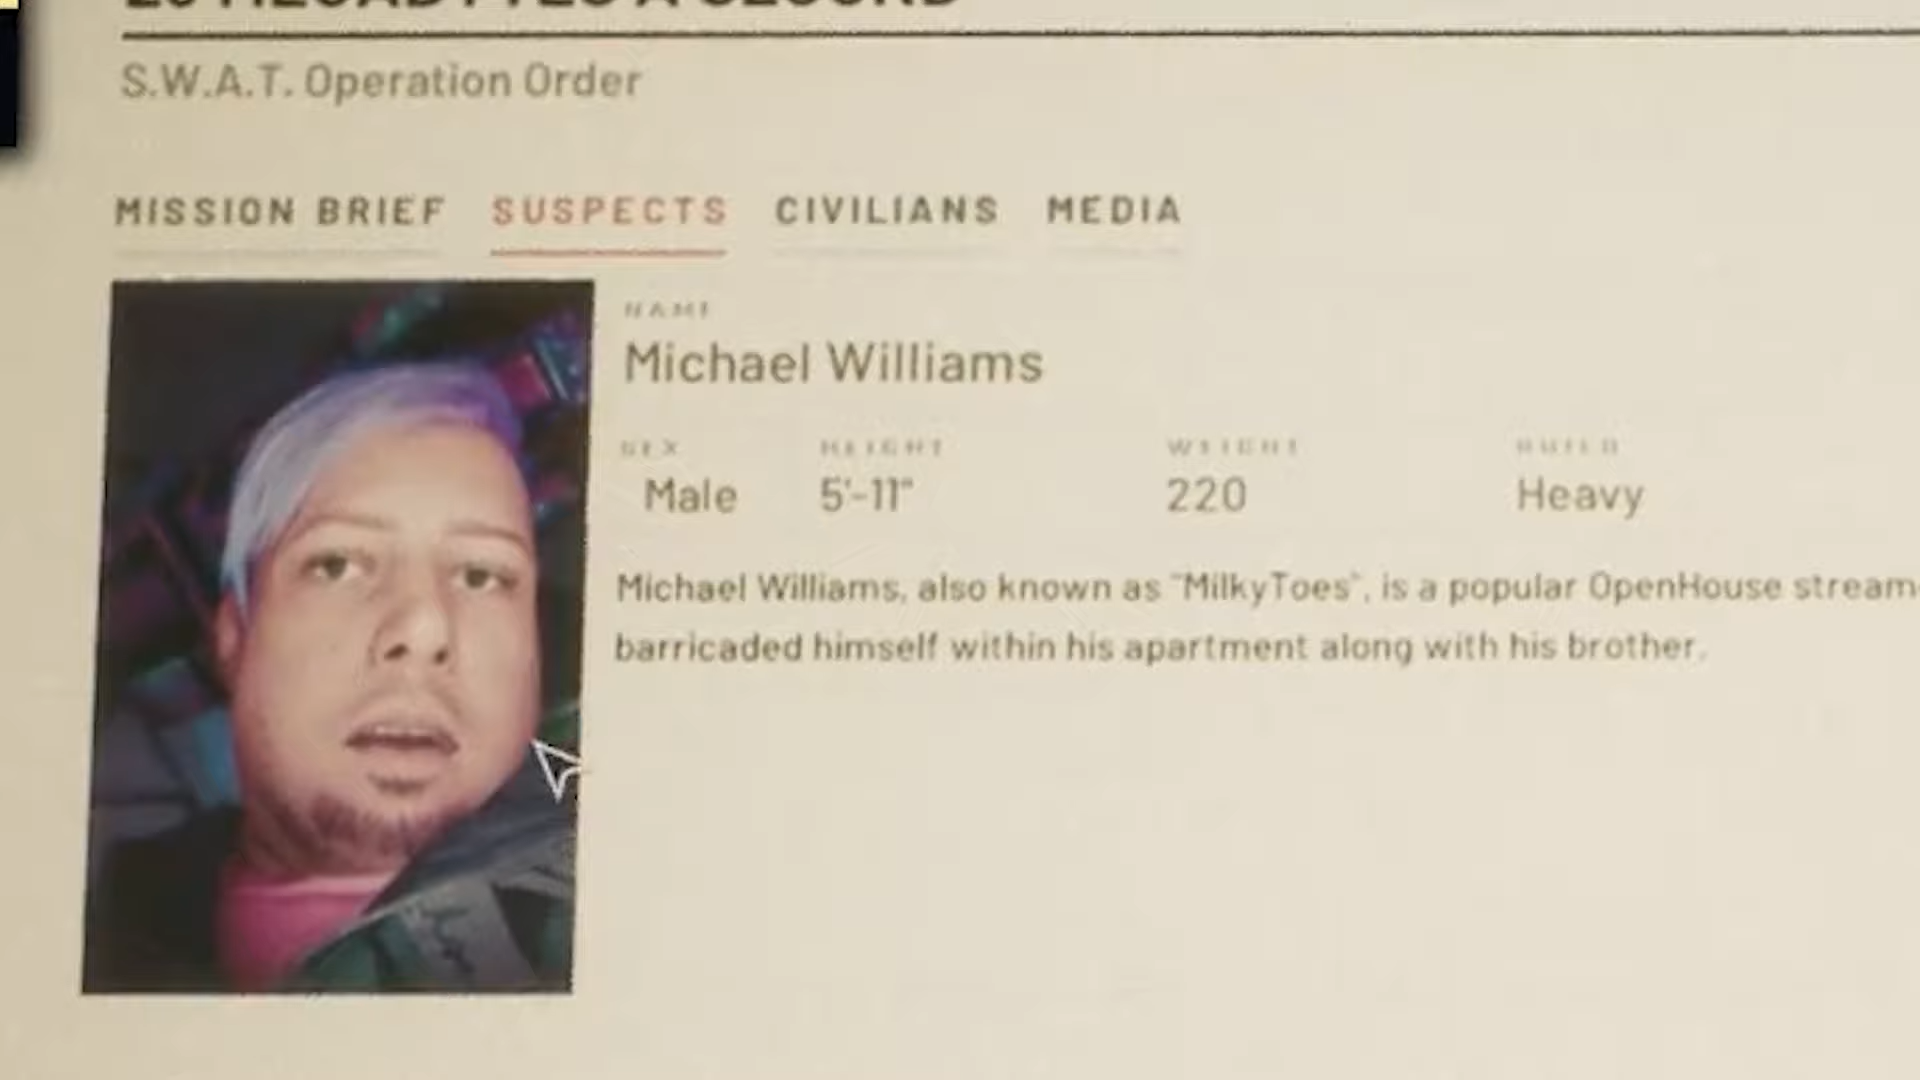 S.W.A.T. Operation Order
MISSION BRIEF SUSPECTS CIVILIANS MEDIA
NAME
Michael Williams
SEX HEIGHT WEIGHT BUILD
Male 5'-11" 220 Heavy
Michael Williams, also known as "MilkyToes", is a popular OpenHouse
barricaded himself within his apartment along with his brother.